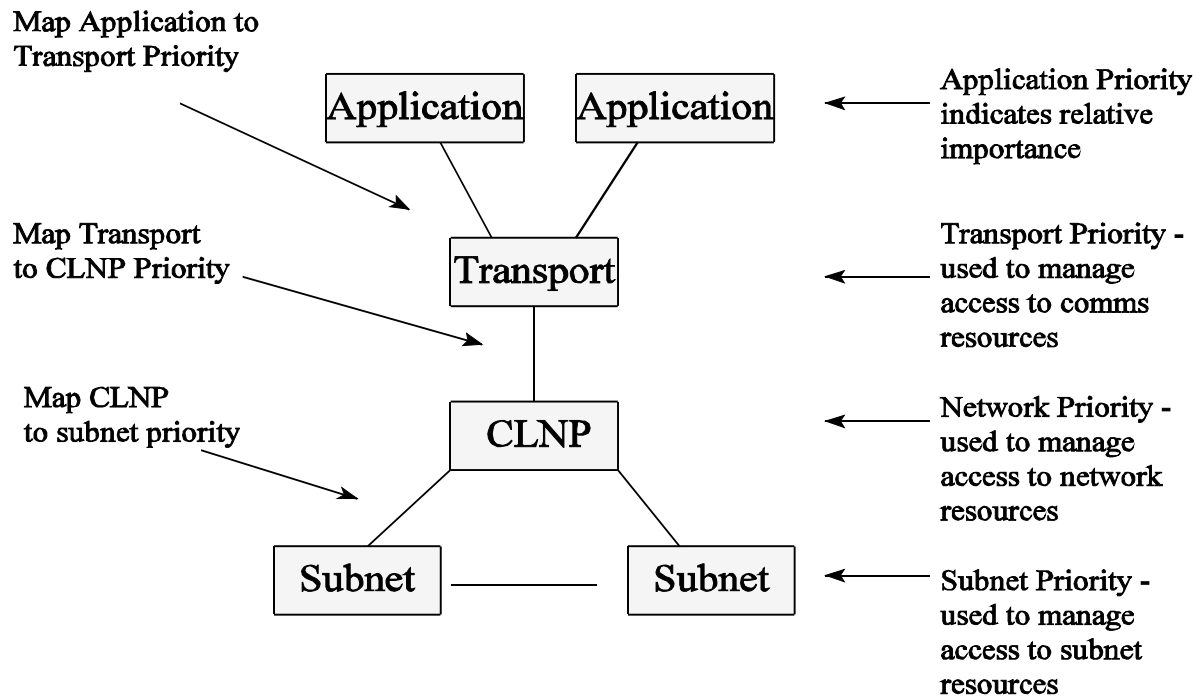 Map Application to
Transport Priority
Application
Application
Application Priority
indicates relative
importance
Map Transport
to CLNP Priority
Transport
Transport Priority -
used to manage
access to comms
resources
Map CLNP
to subnet priority
CLNP
Network Priority -
used to manage
access to network
resources
Subnet
Subnet
Subnet Priority -
used to manage
access to subnet
resources